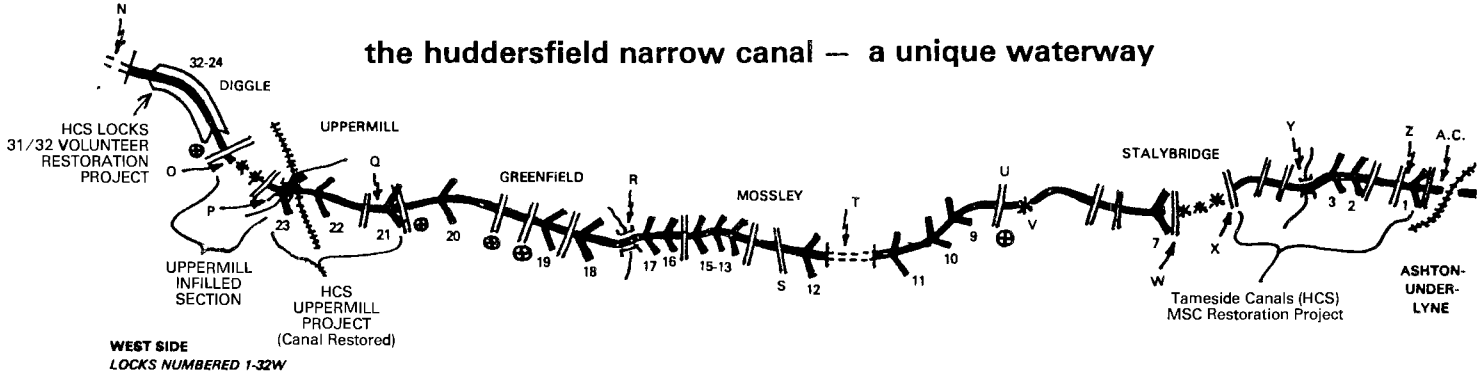 the huddersfield narrow canal — a unique waterway
N
32-24
DIGGLE
HCS LOCKS
31/32 VOLUNTEER
RESTORATION
PROJECT
O
P
UPPERMILL
INFILLED
SECTION
UPPERMILL
Q
23
22
21
HCS
UPPERMILL
PROJECT
(Canal Restored)
20
GREENFIELD
19
18
R
17
16
15-13
MOSSLEY
S
12
T
11
10
9
U
V
STALYBRIDGE
7
W
X
Y
3
2
Z
1
A.C.
Tameside Canals (HCS)
MSC Restoration Project
ASHTON-
UNDER-
LYNE
WEST SIDE
LOCKS NUMBERED 1-32W